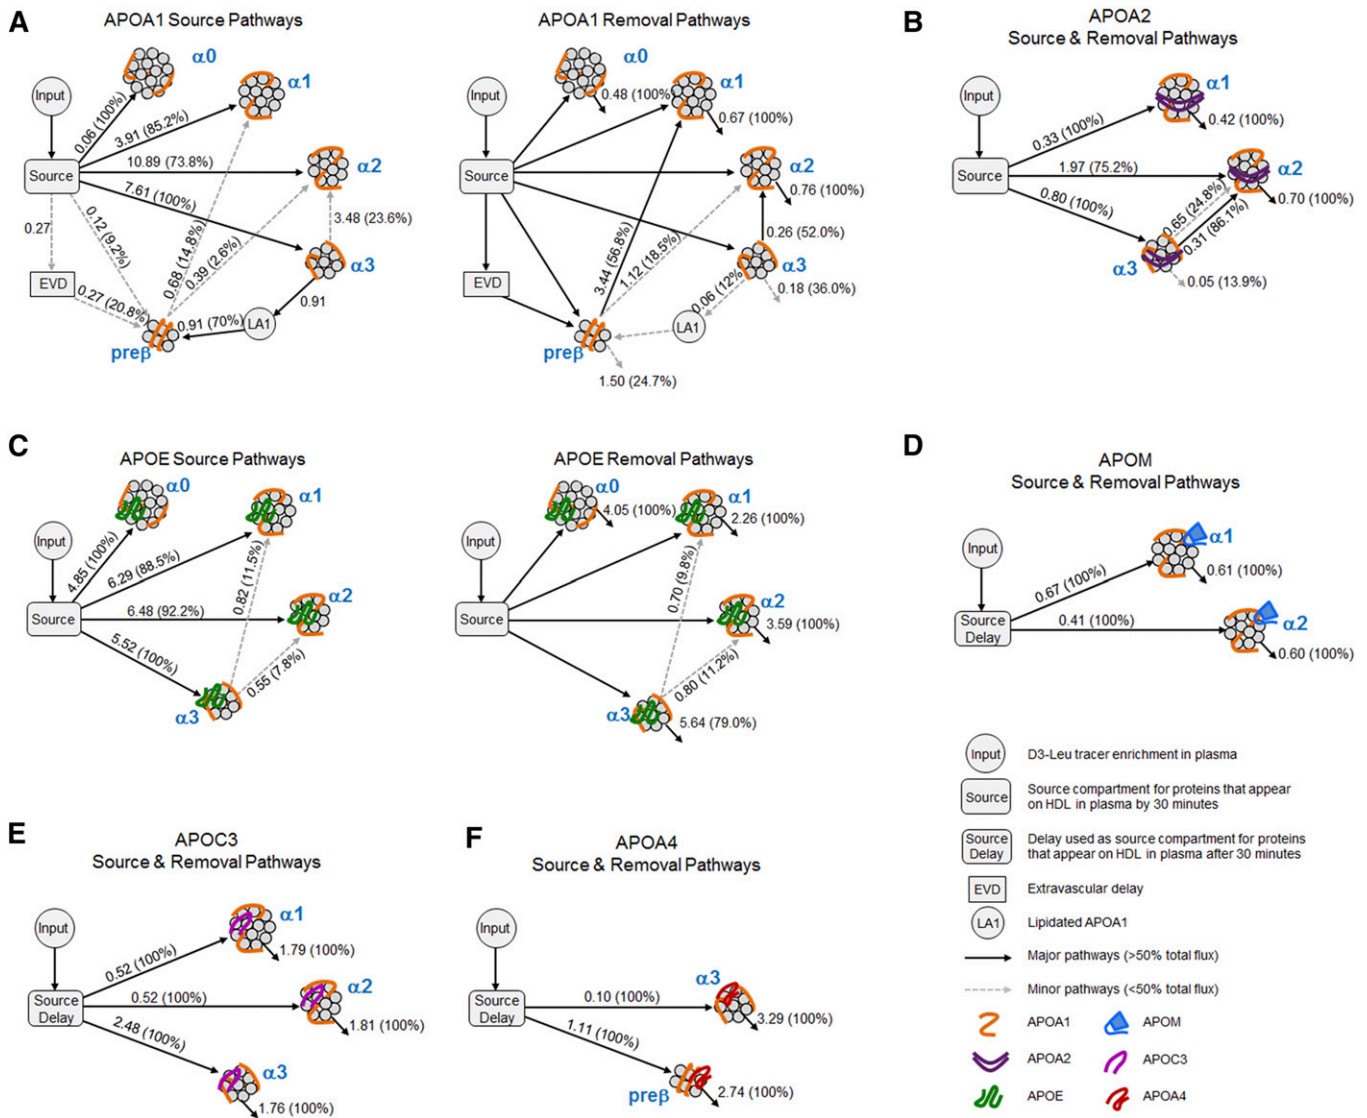 A
APOA1 Source Pathways
α0
α1
Input
0.06 (100%)
3.91 (85.2%)
10.89 (73.8%)
α2
Source
7.61 (100%)
3.48 (23.6%)
0.27
0.12 (9.2%)
0.68 (14.8%)
0.39 (2.6%)
α3
EVD
0.27 (20.8%)
0.91
0.91 (70%)
LA1
preβ
APOA1 Removal Pathways
α0
α1
Input
0.48 (100%)
0.67 (100%)
α2
Source
0.76 (100%)
0.26 (52.0%)
3.44 (56.8%)
1.12 (18.5%)
α3
EVD
0.06 (12%)
0.18 (36.0%)
LA1
preβ
1.50 (24.7%)
B
APOA2
Source & Removal Pathways
α1
Input
0.33 (100%)
0.42 (100%)
α2
Source
1.97 (75.2%)
0.80 (100%)
0.65 (24.8%)
0.31 (86.1%)
0.70 (100%)
α3
0.05 (13.9%)
C
APOE Source Pathways
α0
α1
Input
4.85 (100%)
6.29 (88.5%)
0.82 (11.5%)
α2
Source
6.48 (92.2%)
5.52 (100%)
0.55 (7.8%)
α3
APOE Removal Pathways
α0
α1
Input
4.05 (100%)
2.26 (100%)
0.70 (9.8%)
α2
Source
3.59 (100%)
0.80 (11.2%)
α3
5.64 (79.0%)
D
APOM
Source & Removal Pathways
Input
α1
0.67 (100%)
0.61 (100%)
Source
Delay
0.41 (100%)
α2
0.60 (100%)
Input
D3-Leu tracer enrichment in plasma
Source
Source compartment for proteins that appear
on HDL in plasma by 30 minutes
Source
Delay
Delay used as source compartment for proteins
that appear on HDL in plasma after 30 minutes
EVD
Extravascular delay
LA1
Lipidated APOA1
Major pathways (>50% total flux)
Minor pathways (<50% total flux)
APOA1
APOM
APOA2
APOC3
APOE
APOA4
E
APOC3
Source & Removal Pathways
Input
α1
0.52 (100%)
1.79 (100%)
Source
Delay
0.52 (100%)
α2
1.81 (100%)
2.48 (100%)
α3
1.76 (100%)
F
APOA4
Source & Removal Pathways
Input
α3
Source
Delay
0.10 (100%)
3.29 (100%)
1.11 (100%)
preβ
2.74 (100%)